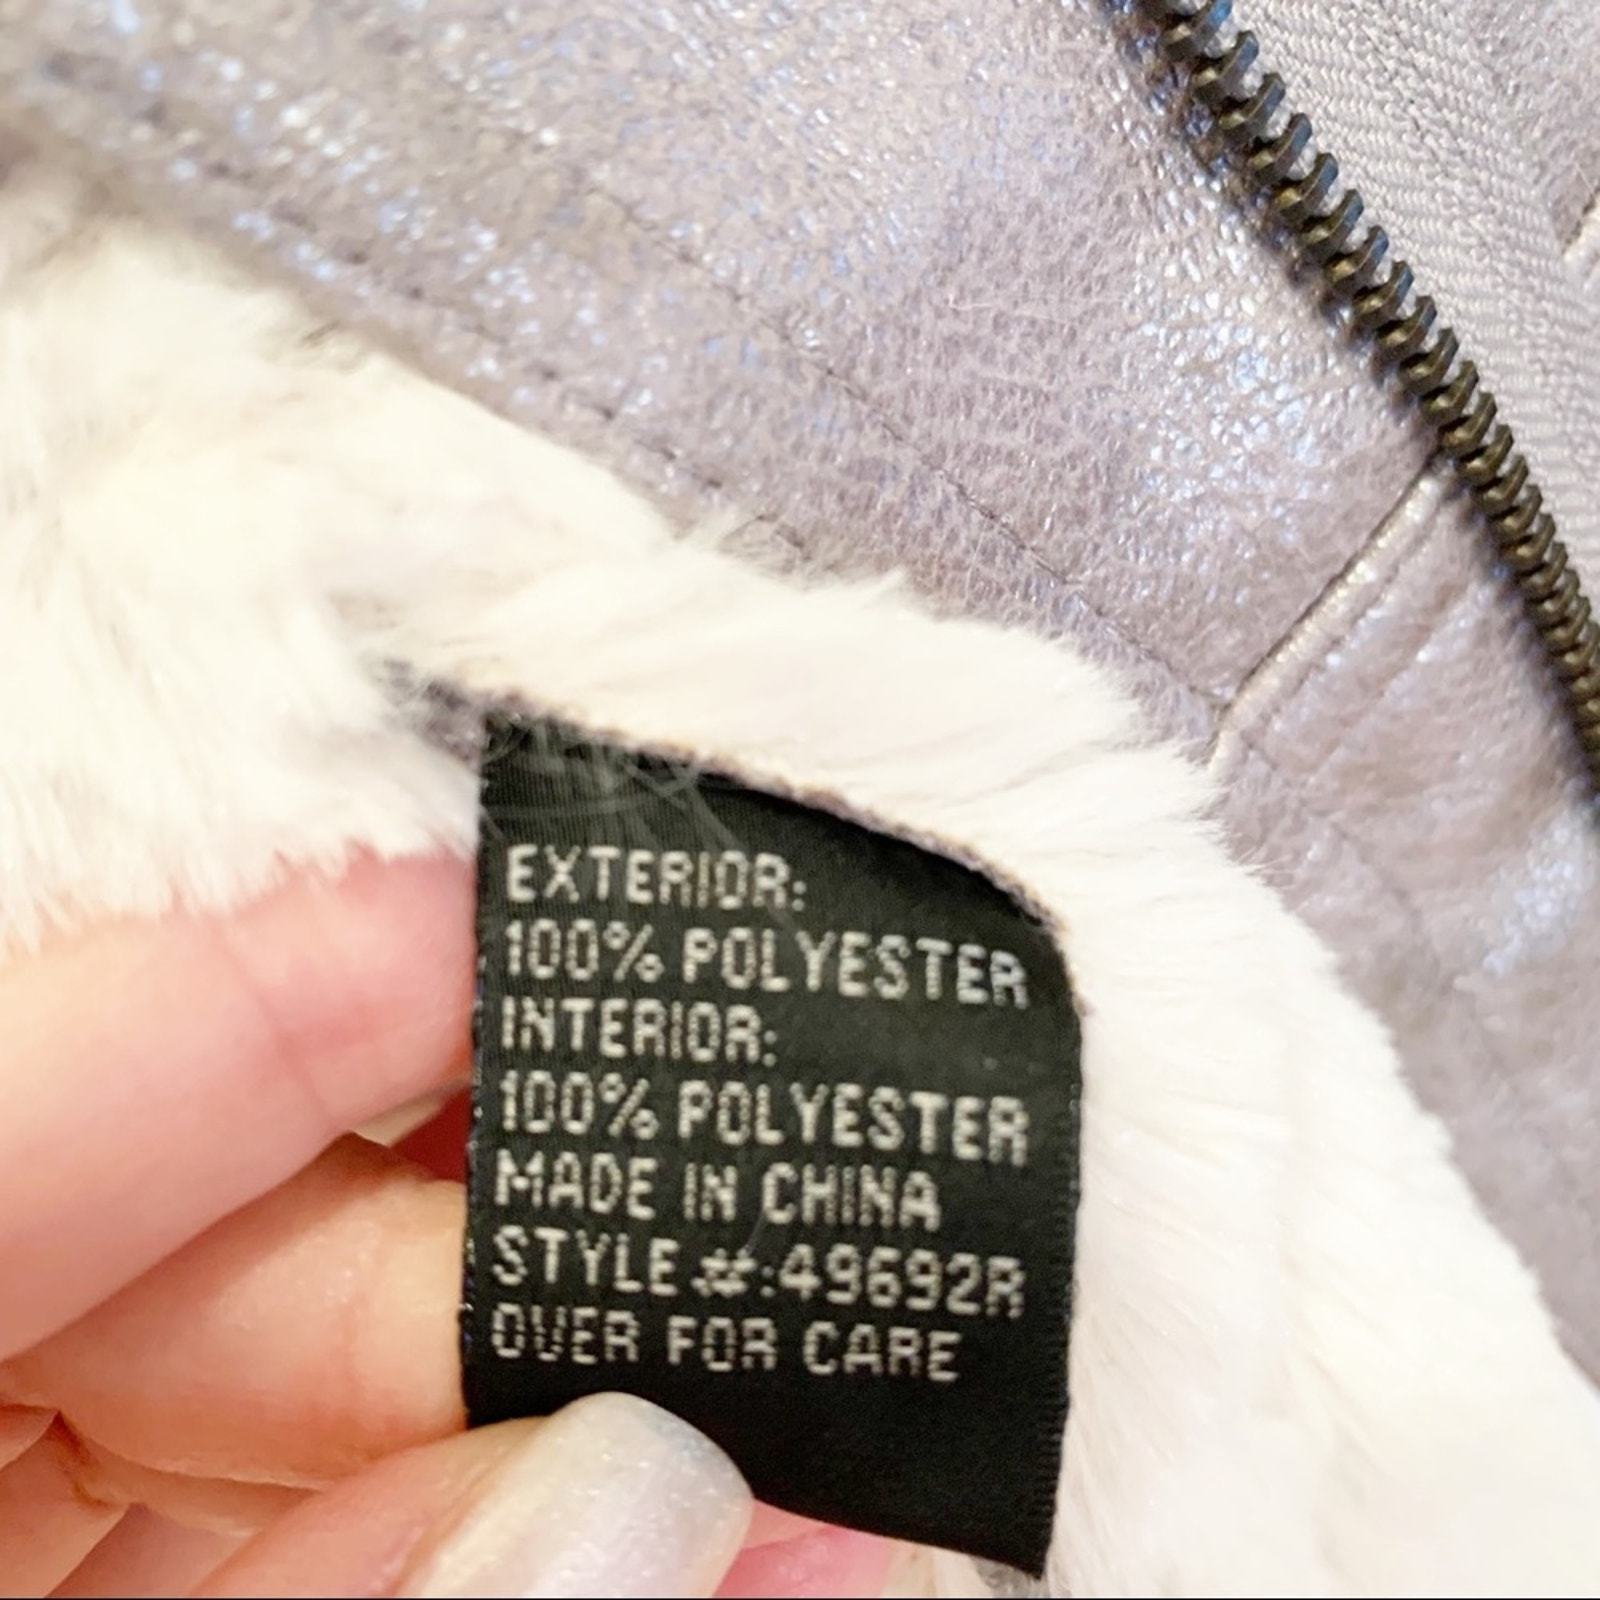 EXTERIOR:
100% POLYESTER
INTERIOR:
100% POLYESTER
MADE IN CHINA
STYLE #:49692R
OVER FOR CARE